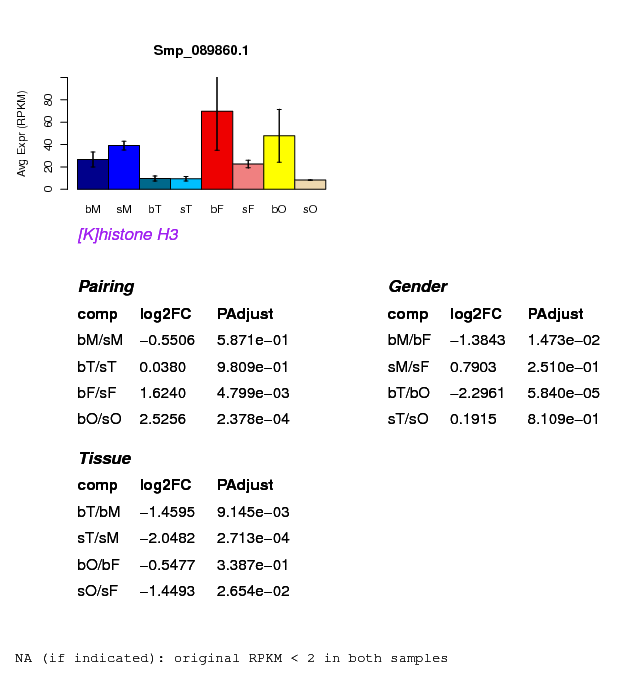 Smp_089860.1
Avg Expr (RPKM)
0 20 40 60 80
bM sM bT sT bF sF bO sO
[K]histone H3
Pairing
comp log2FC PAdjust
bM/sM −0.5506 5.871e−01
bT/sT 0.0380 9.809e−01
bF/sF 1.6240 4.799e−03
bO/sO 2.5256 2.378e−04
Gender
comp log2FC PAdjust
bM/bF −1.3843 1.473e−02
sM/sF 0.7903 2.510e−01
bT/bO −2.2961 5.840e−05
sT/sO 0.1915 8.109e−01
Tissue
comp log2FC PAdjust
bT/bM −1.4595 9.145e−03
sT/sM −2.0482 2.713e−04
bO/bF −0.5477 3.387e−01
sO/sF −1.4493 2.654e−02
NA (if indicated): original RPKM < 2 in both samples